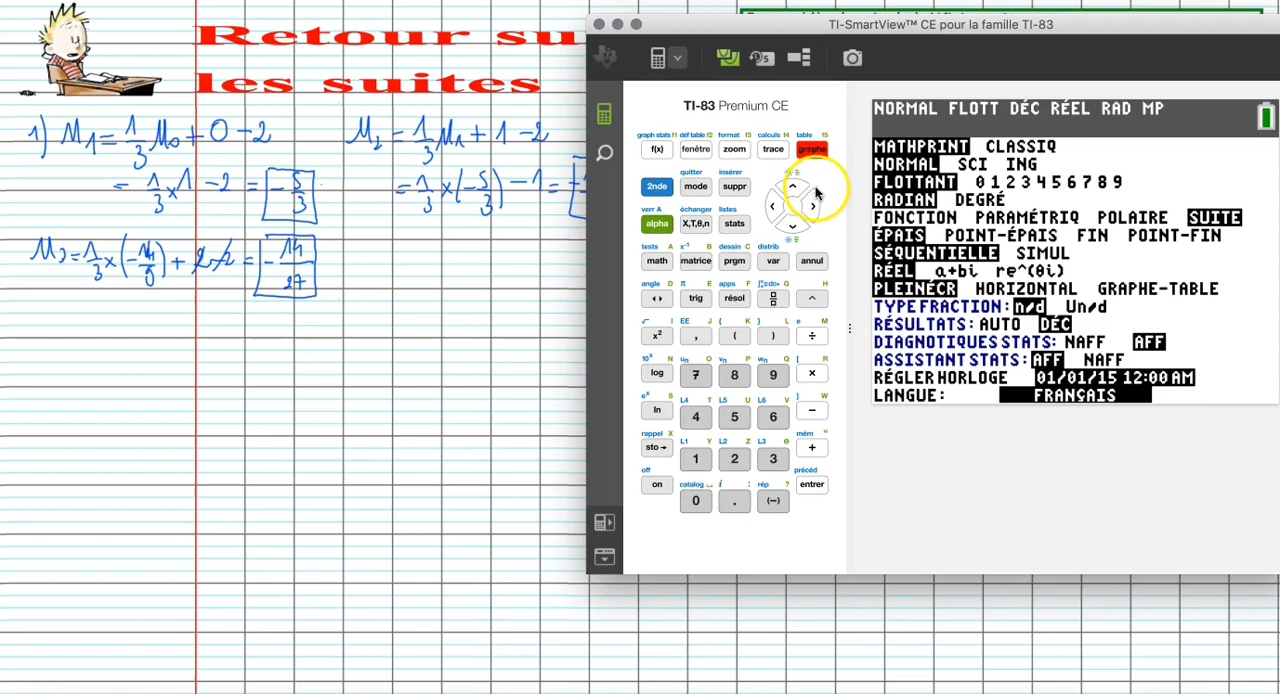 Retour su
les suites
1) M₁ = 1/3 M₀ + 0 - 2
= 1/3 × 1 - 2 = - 5/3
M₂ = 1/3 M₁ + 1 - 2
= 1/3 × (- 5/3) - 1 =
M₃ = 1/3 × (- 14/9) + 2 - 2 = - 14/27
TI-SmartView™ CE pour la famille TI-83
TI-83 Premium CE
graph stats f1 déf table f2 format f3 calculs f4 table f5
f(x) fenêtre zoom trace graphe
quitter insérer
2nde mode suppr
verr A échanger listes
alpha X,T,θ,n stats
tests A x⁻¹ B dessin C distrib
math matrice prgm var annul
angle D π E apps F G H
trig résol ^
√ I EE J { K } L e M
x² , ( ) ÷
10ˣ N uₙ O vₙ P wₙ Q [ R
log 7 8 9 ×
eˣ S L4 T L5 U L6 V ] W
ln 4 5 6 −
rappel X L1 Y L2 Z L3 θ mém "
sto→ 1 2 3 +
off catalog _ i : rép ? précéd
on 0 . (−) entrer
NORMAL FLOTT DÉC RÉEL RAD MP
MATHPRINT CLASSIQ
NORMAL SCI ING
FLOTTANT 0 1 2 3 4 5 6 7 8 9
RADIAN DEGRÉ
FONCTION PARAMÉTRIQ POLAIRE SUITE
ÉPAIS POINT-ÉPAIS FIN POINT-FIN
SÉQUENTIELLE SIMUL
RÉEL a+bi re^(θi)
PLEINÉCR HORIZONTAL GRAPHE-TABLE
TYPE FRACTION: n/d Un/d
RÉSULTATS: AUTO DÉC
DIAGNOTIQUES STATS: NAFF AFF
ASSISTANT STATS: AFF NAFF
RÉGLER HORLOGE 01/01/15 12:00 AM
LANGUE: FRANÇAIS